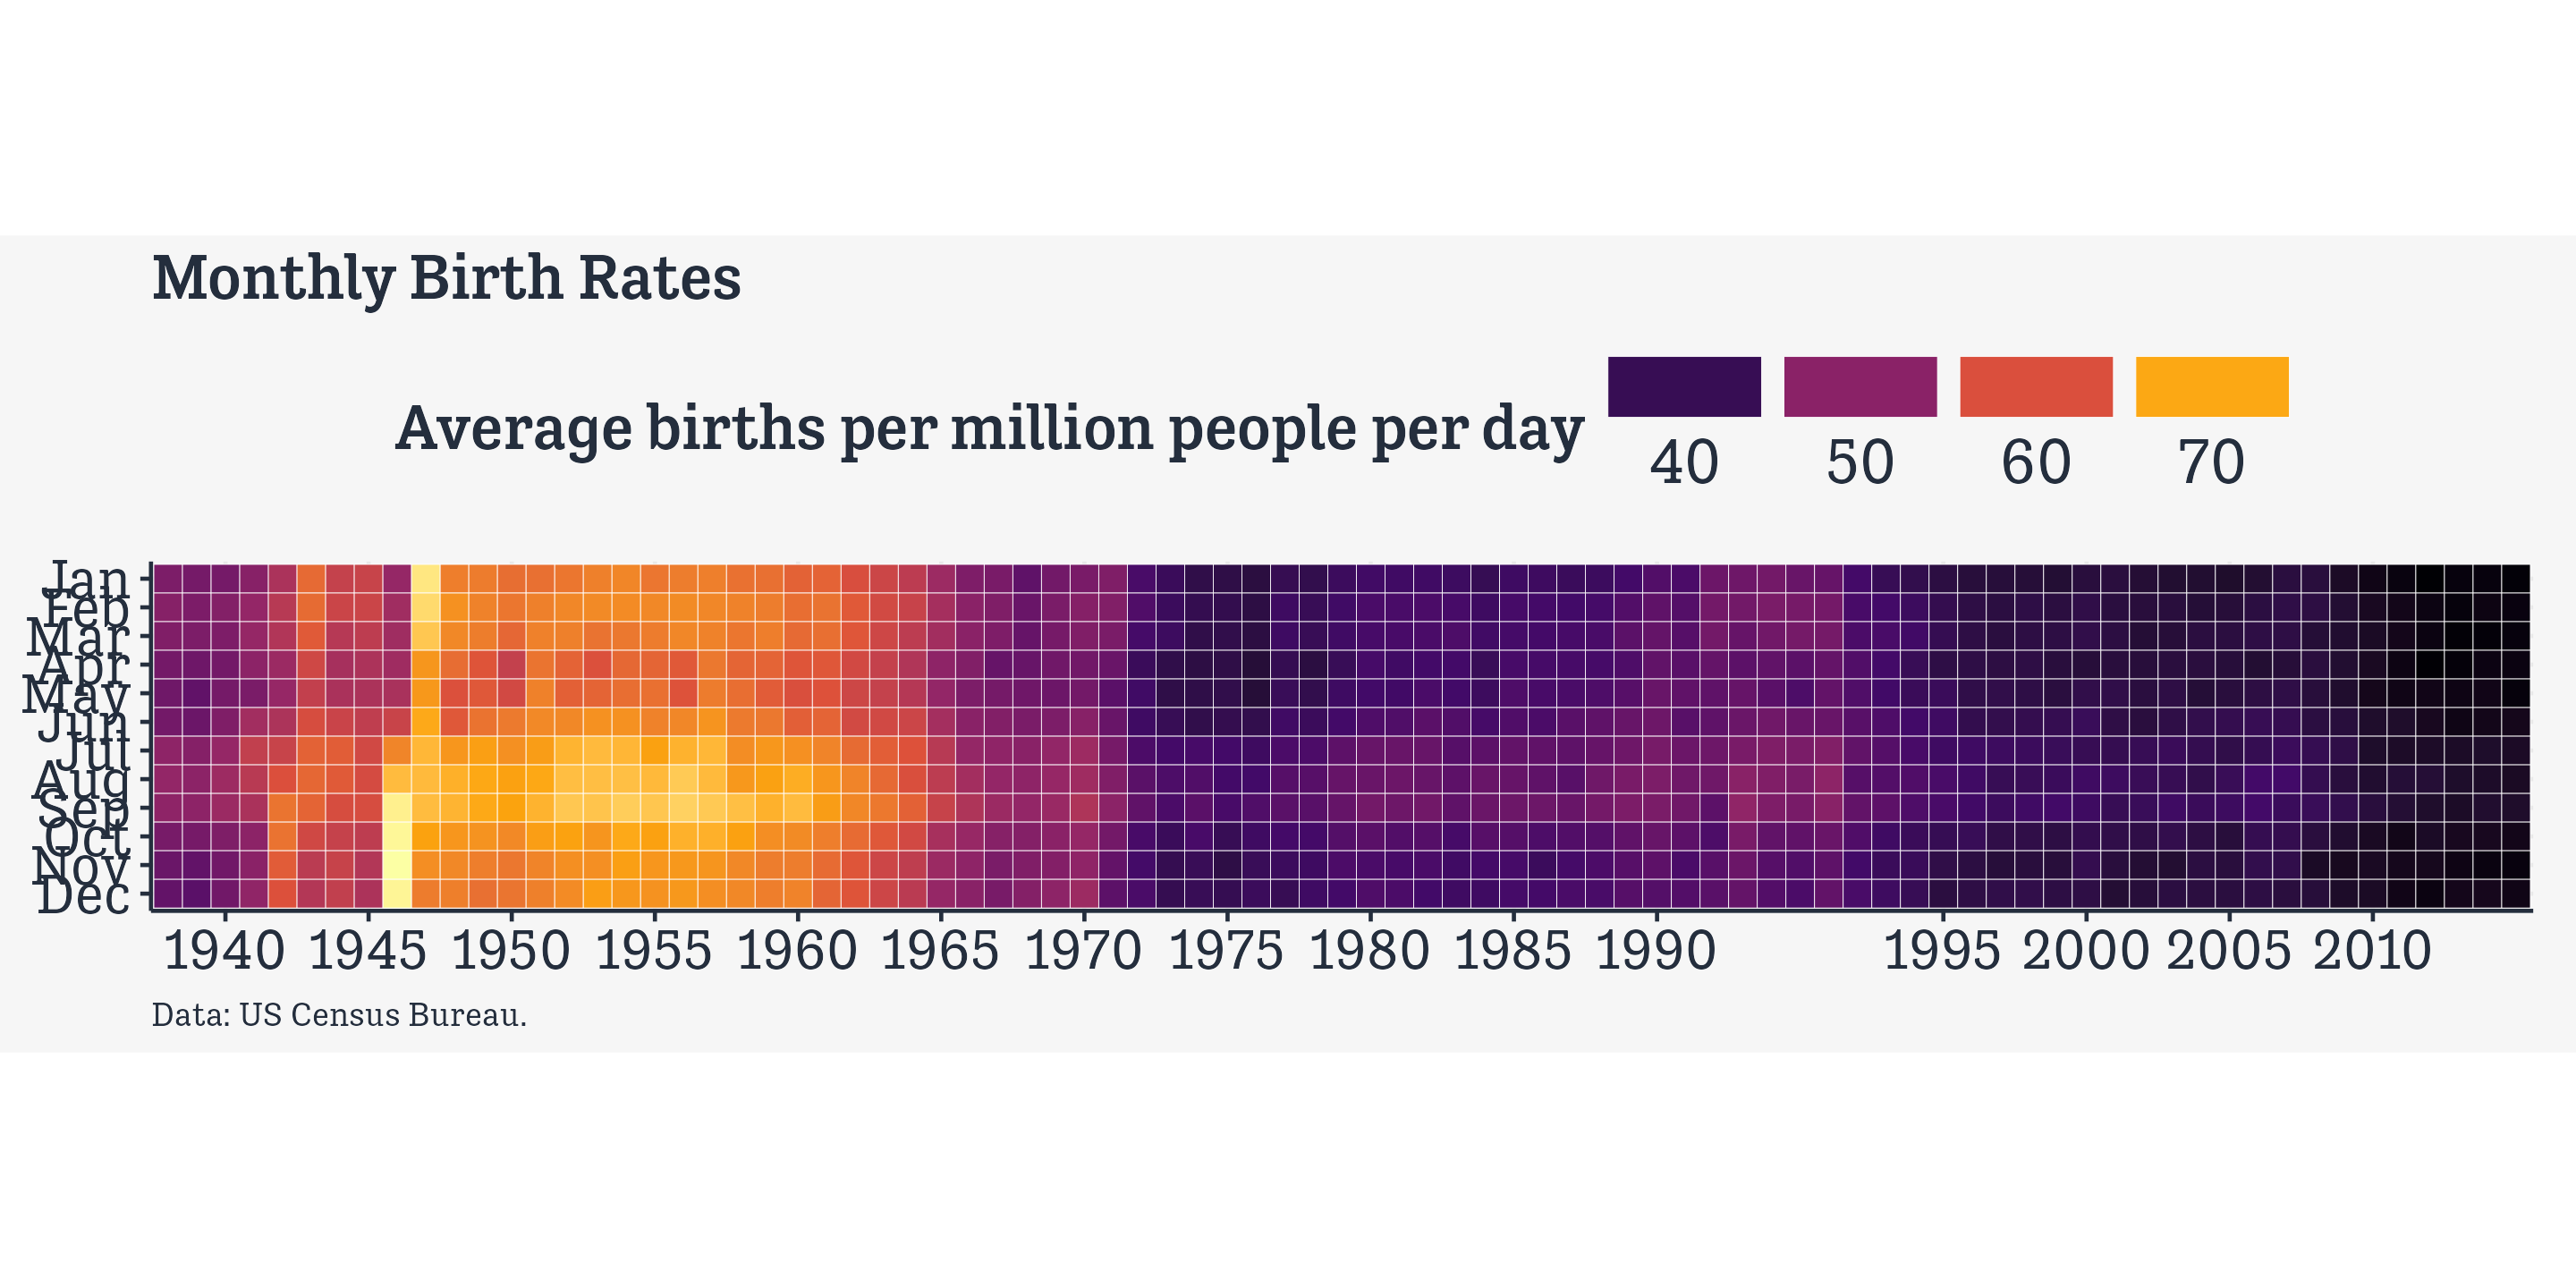 Monthly Birth Rates
Average births per million people per day
40 50 60 70
Jan
Feb
Mar
Apr
May
Jun
Jul
Aug
Sep
Oct
Nov
Dec
1940 1945 1950 1955 1960 1965 1970 1975 1980 1985 1990 1995 2000 2005 2010
Data: US Census Bureau.